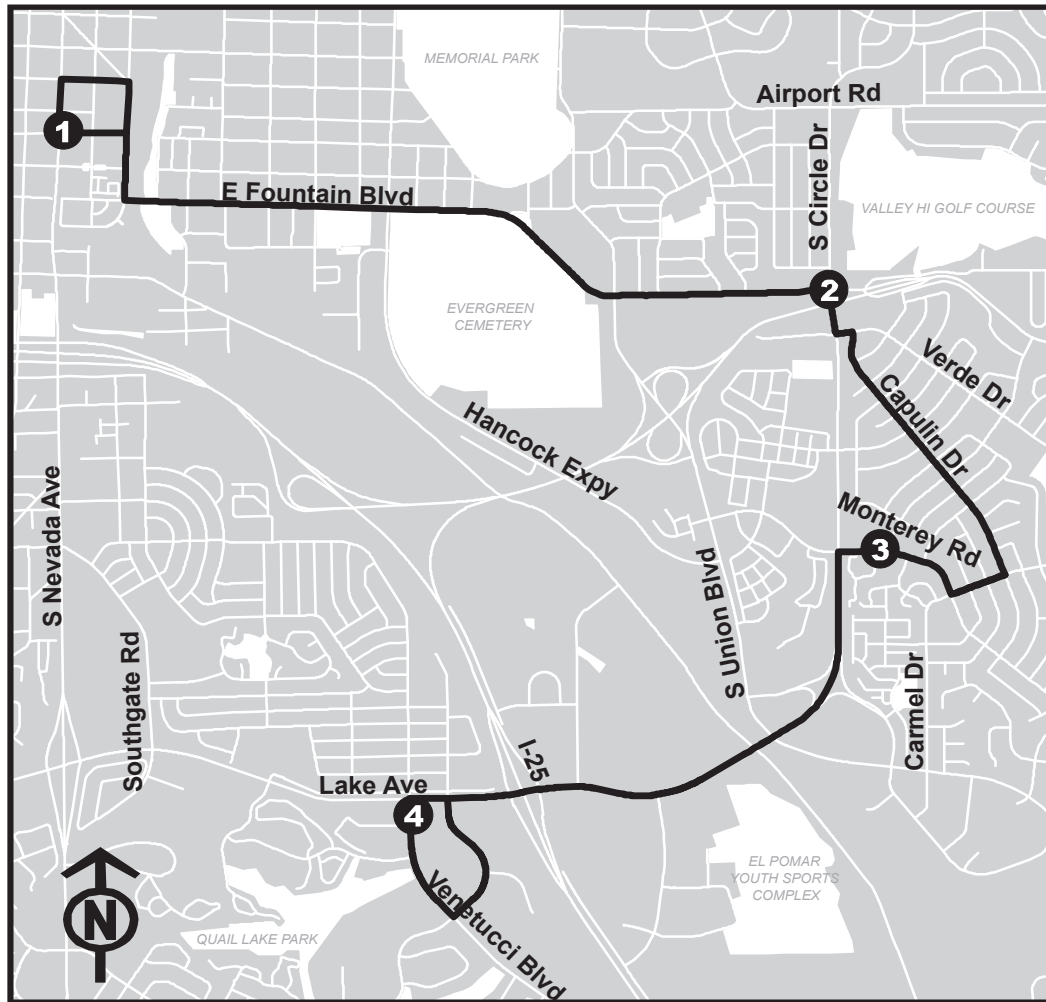 MEMORIAL PARK
Airport Rd
1
S Circle Dr
E Fountain Blvd
VALLEY HI GOLF COURSE
2
EVERGREEN
CEMETERY
Verde Dr
Capulin Dr
Hancock Expy
S Nevada Ave
Monterey Rd
3
S Union Blvd
Southgate Rd
Carmel Dr
I-25
Lake Ave
4
EL POMAR
YOUTH SPORTS
COMPLEX
Venetucci Blvd
N
QUAIL LAKE PARK